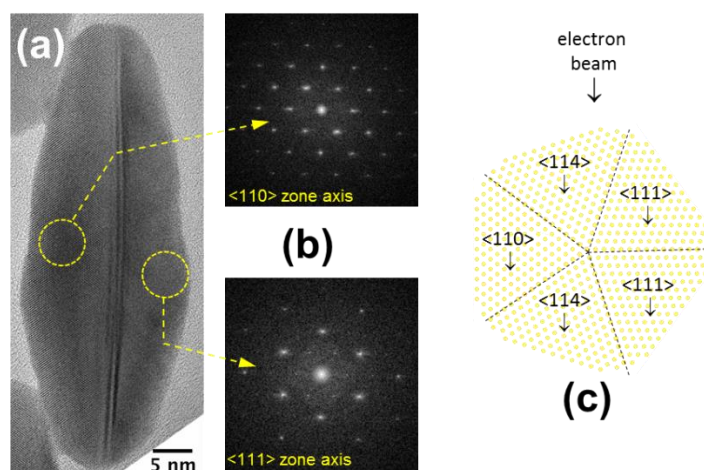 (a)
5 nm
<110> zone axis
(b)
<111> zone axis
electron
beam
<114>
<111>
<110>
<111>
<114>
(c)